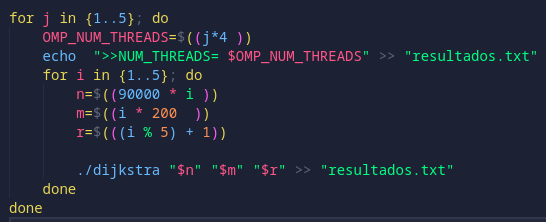 for j in {1..5}; do
    OMP_NUM_THREADS=$((j*4 ))
    echo  ">>NUM_THREADS= $OMP_NUM_THREADS" >> "resultados.txt"
    for i in {1..5}; do
        n=$((90000 * i ))
        m=$((i * 200  ))
        r=$(((i % 5) + 1))

        ./dijkstra "$n" "$m" "$r" >> "resultados.txt"
    done
done